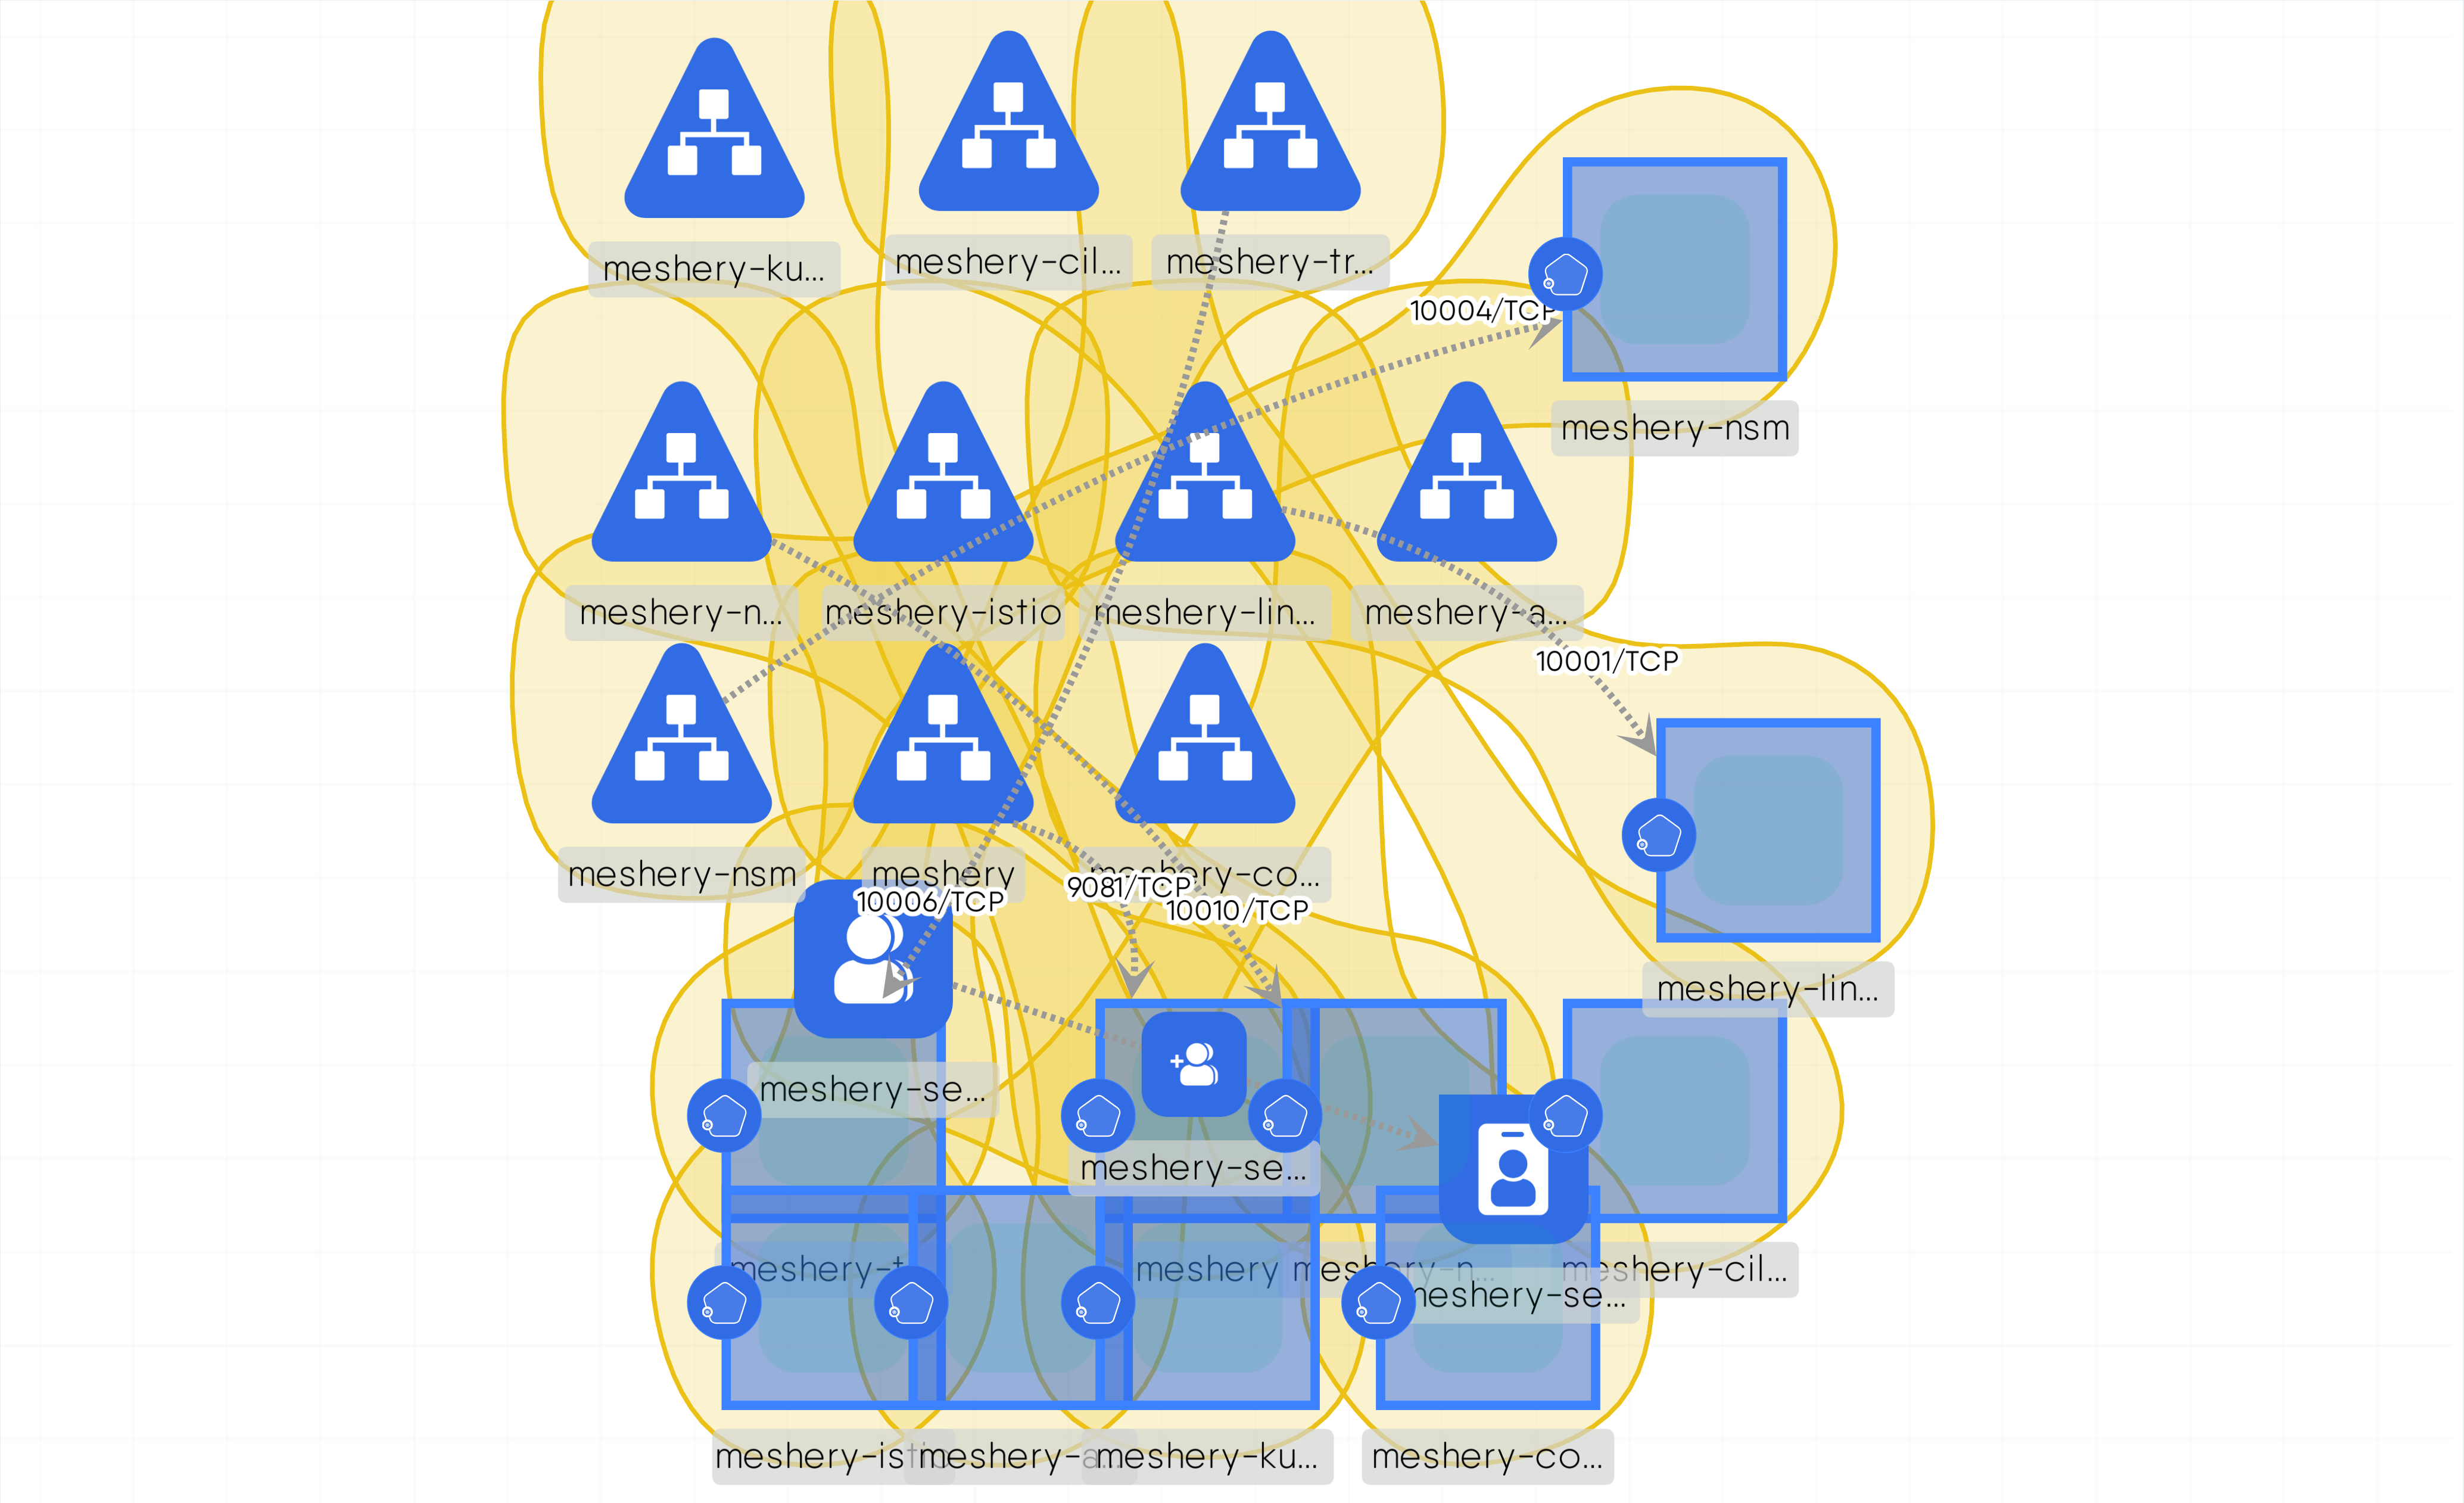 meshery-ku...
meshery-cil...
meshery-tr...
10004/TCP
meshery-nsm
meshery-n...
meshery-istio
meshery-lin...
meshery-a...
10001/TCP
meshery-nsm
meshery
meshery-co...
10006/TCP
9081/TCP
10010/TCP
meshery-lin...
meshery-se...
meshery-se...
meshery-t
meshery
meshery-n...
meshery-cil...
meshery-se...
meshery-istio
meshery-a...
meshery-ku...
meshery-co...